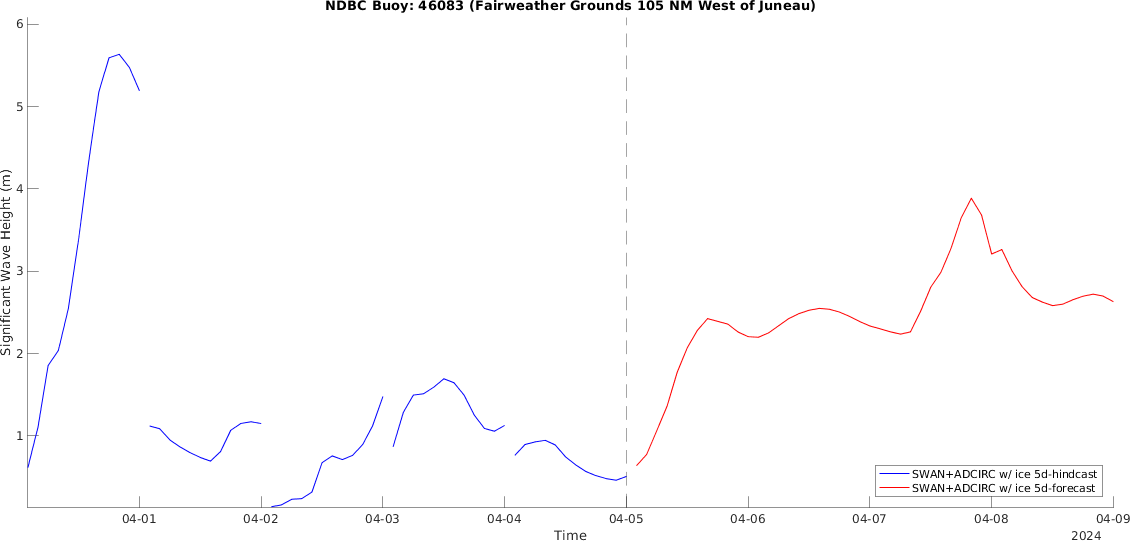 NDBC Buoy: 46083 (Fairweather Grounds 105 NM West of Juneau)
6
5
4
3
2
1
Significant Wave Height (m)
SWAN+ADCIRC w/ ice 5d-hindcast
SWAN+ADCIRC w/ ice 5d-forecast
04-01 04-02 04-03 04-04 04-05 04-06 04-07 04-08 04-09
Time
2024